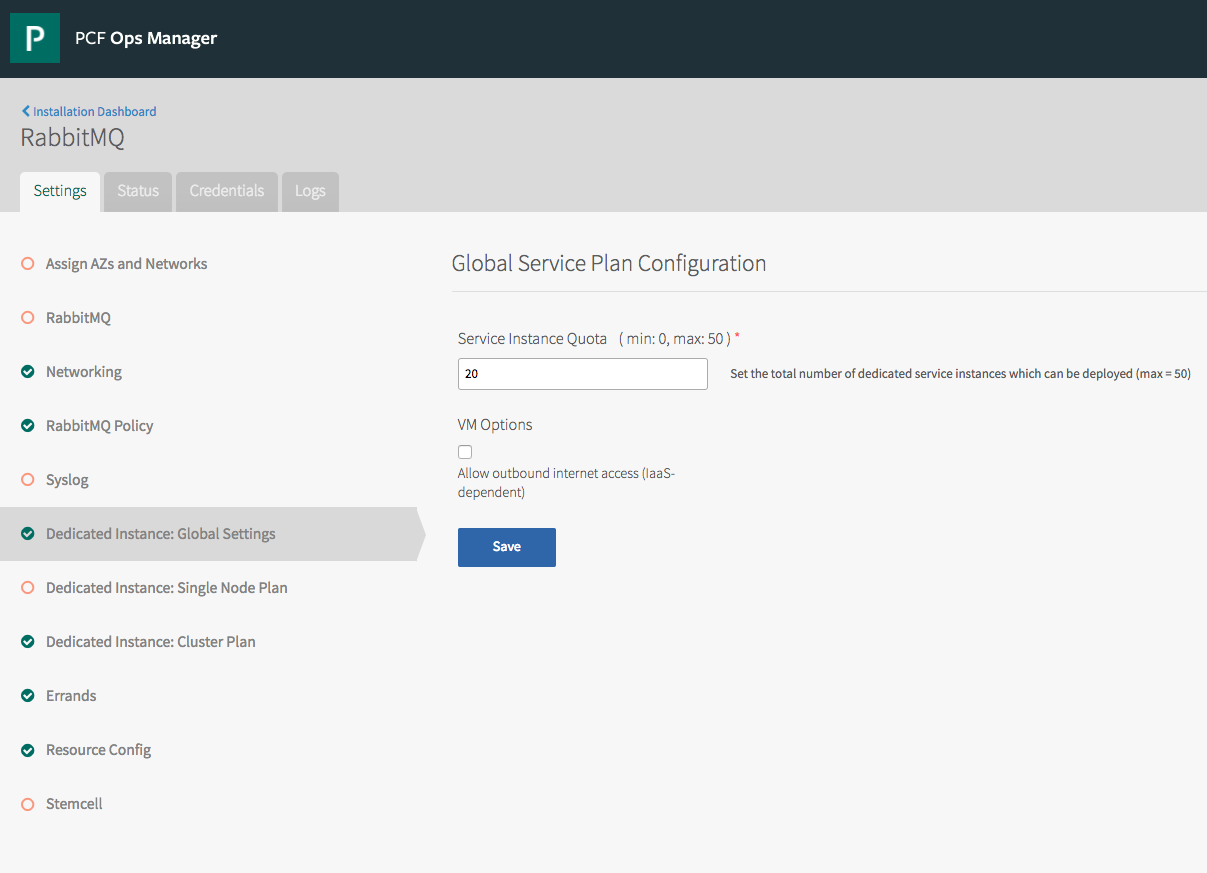 P
PCF Ops Manager
Installation Dashboard
RabbitMQ
Settings
Status
Credentials
Logs
Assign AZs and Networks
RabbitMQ
Networking
RabbitMQ Policy
Syslog
Dedicated Instance: Global Settings
Dedicated Instance: Single Node Plan
Dedicated Instance: Cluster Plan
Errands
Resource Config
Stemcell
Global Service Plan Configuration
Service Instance Quota ( min: 0, max: 50 ) *
20
Set the total number of dedicated service instances which can be deployed (max = 50)
VM Options
Allow outbound internet access (IaaS-
dependent)
Save